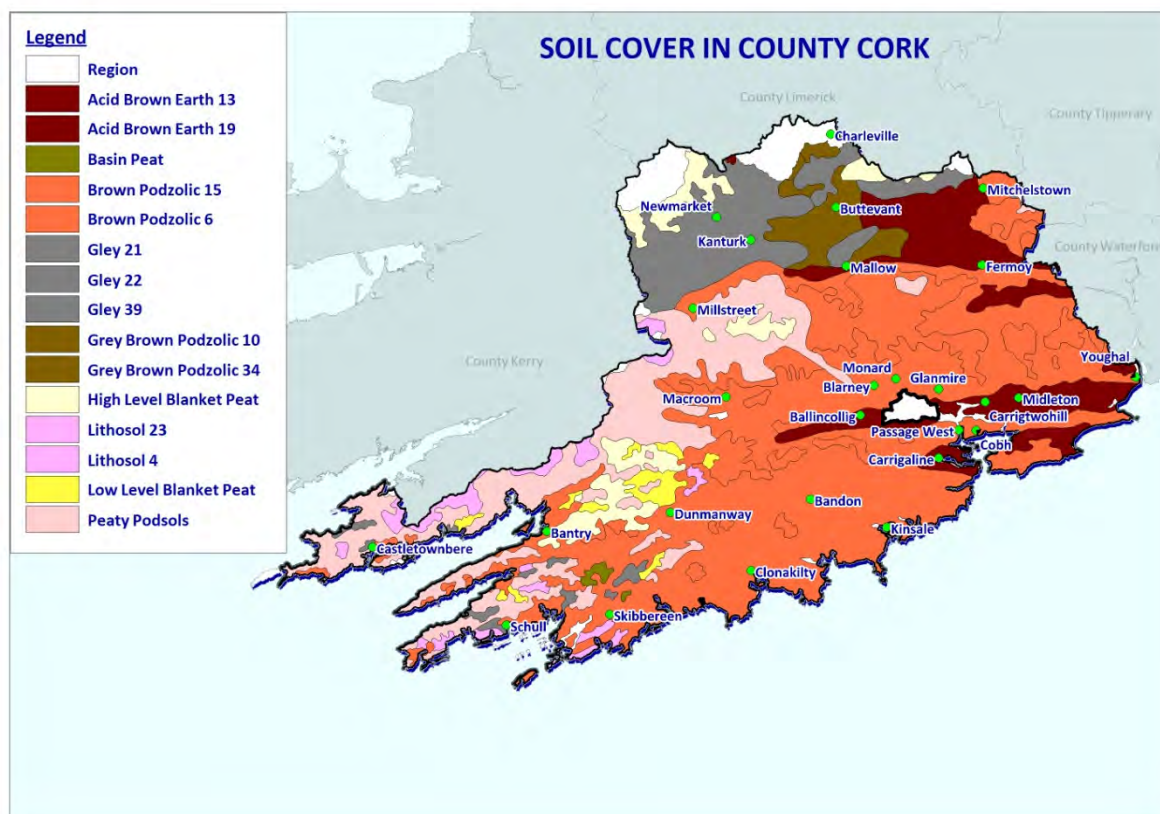 Legend
Region
Acid Brown Earth 13
Acid Brown Earth 19
Basin Peat
Brown Podzolic 15
Brown Podzolic 6
Gley 21
Gley 22
Gley 39
Grey Brown Podzolic 10
Grey Brown Podzolic 34
High Level Blanket Peat
Lithosol 23
Lithosol 4
Low Level Blanket Peat
Peaty Podsols
SOIL COVER IN COUNTY CORK
County Limerick
County Tipperary
Charleville
Mitchelstown
Newmarket
Buttevant
Kanturk
County Waterford
Mallow
Fermoy
Millstreet
County Kerry
Youghal
Monard
Glanmire
Blarney
Macroom
Midleton
Ballincollig
Carrigtwohill
Passage West
Cobh
Carrigaline
Bandon
Dunmanway
Kinsale
Bantry
Castletownbere
Clonakilty
Skibbereen
Schull